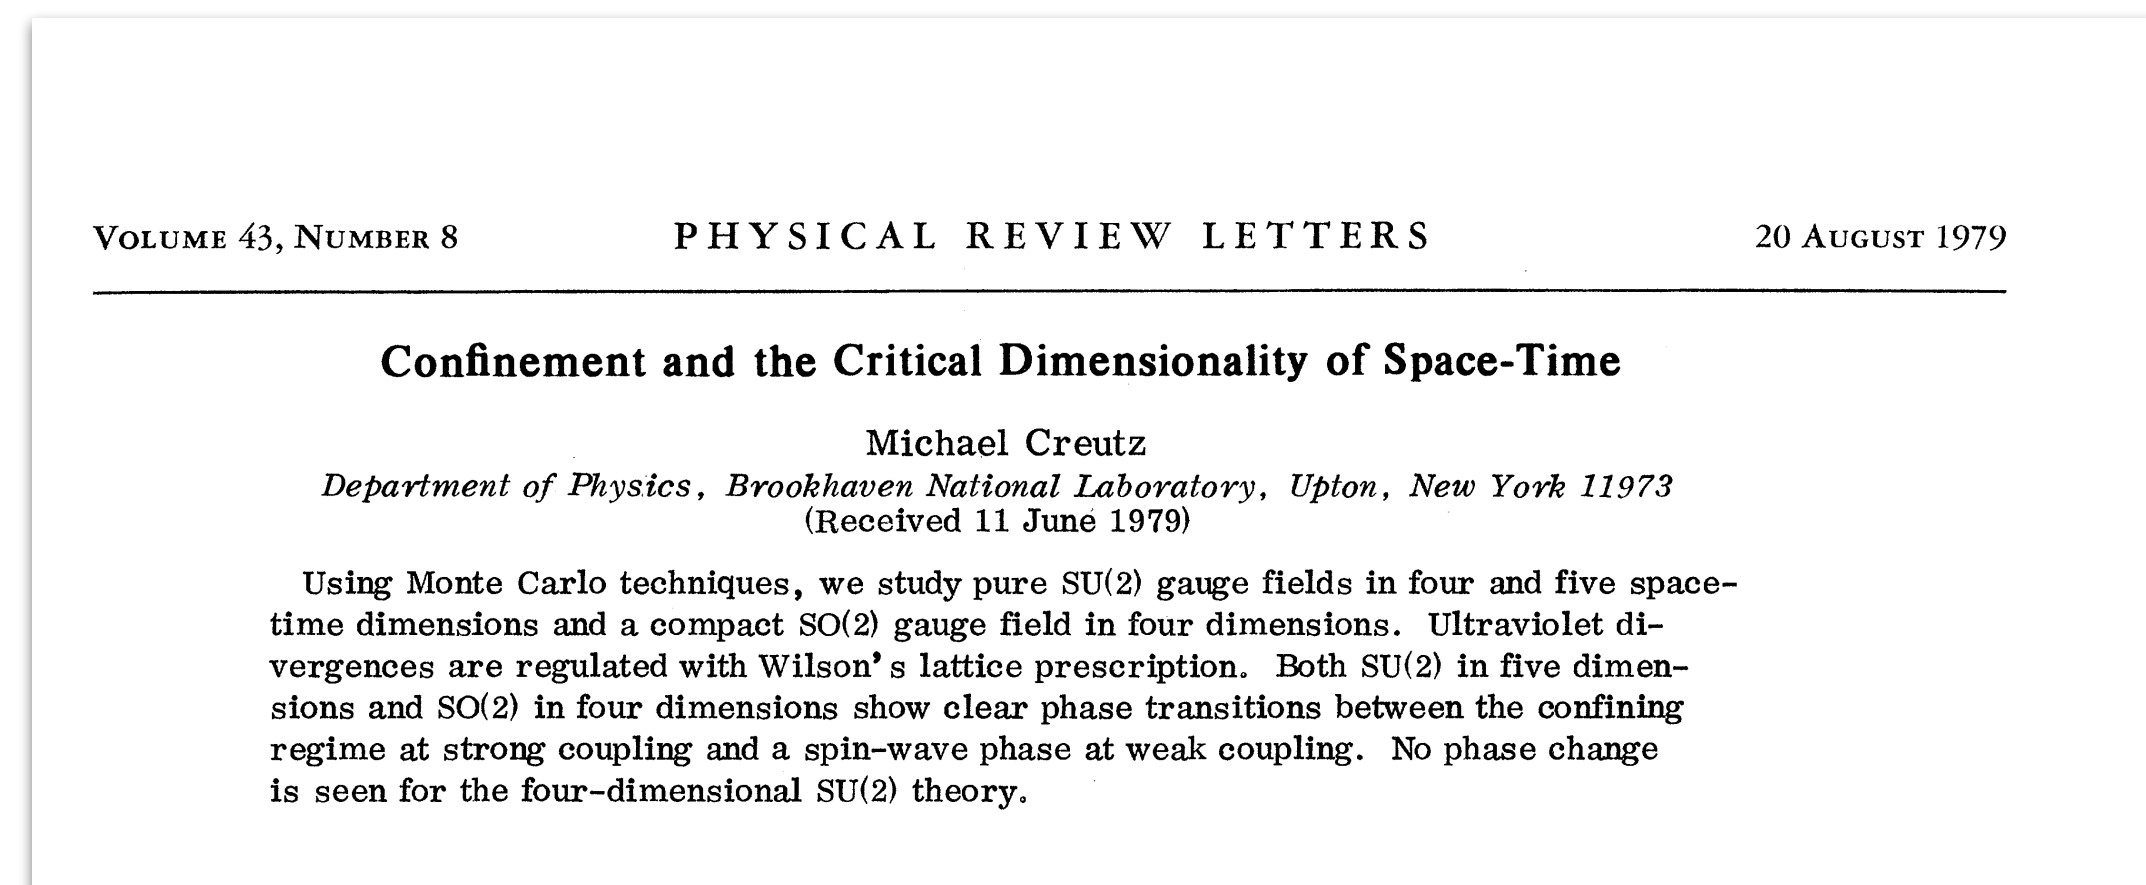 VOLUME 43, NUMBER 8 PHYSICAL REVIEW LETTERS 20 AUGUST 1979
Confinement and the Critical Dimensionality of Space-Time
Michael Creutz
Department of Physics, Brookhaven National Laboratory, Upton, New York 11973
(Received 11 June 1979)
Using Monte Carlo techniques, we study pure SU(2) gauge fields in four and five space-
time dimensions and a compact SO(2) gauge field in four dimensions. Ultraviolet di-
vergences are regulated with Wilson's lattice prescription. Both SU(2) in five dimen-
sions and SO(2) in four dimensions show clear phase transitions between the confining
regime at strong coupling and a spin-wave phase at weak coupling. No phase change
is seen for the four-dimensional SU(2) theory.